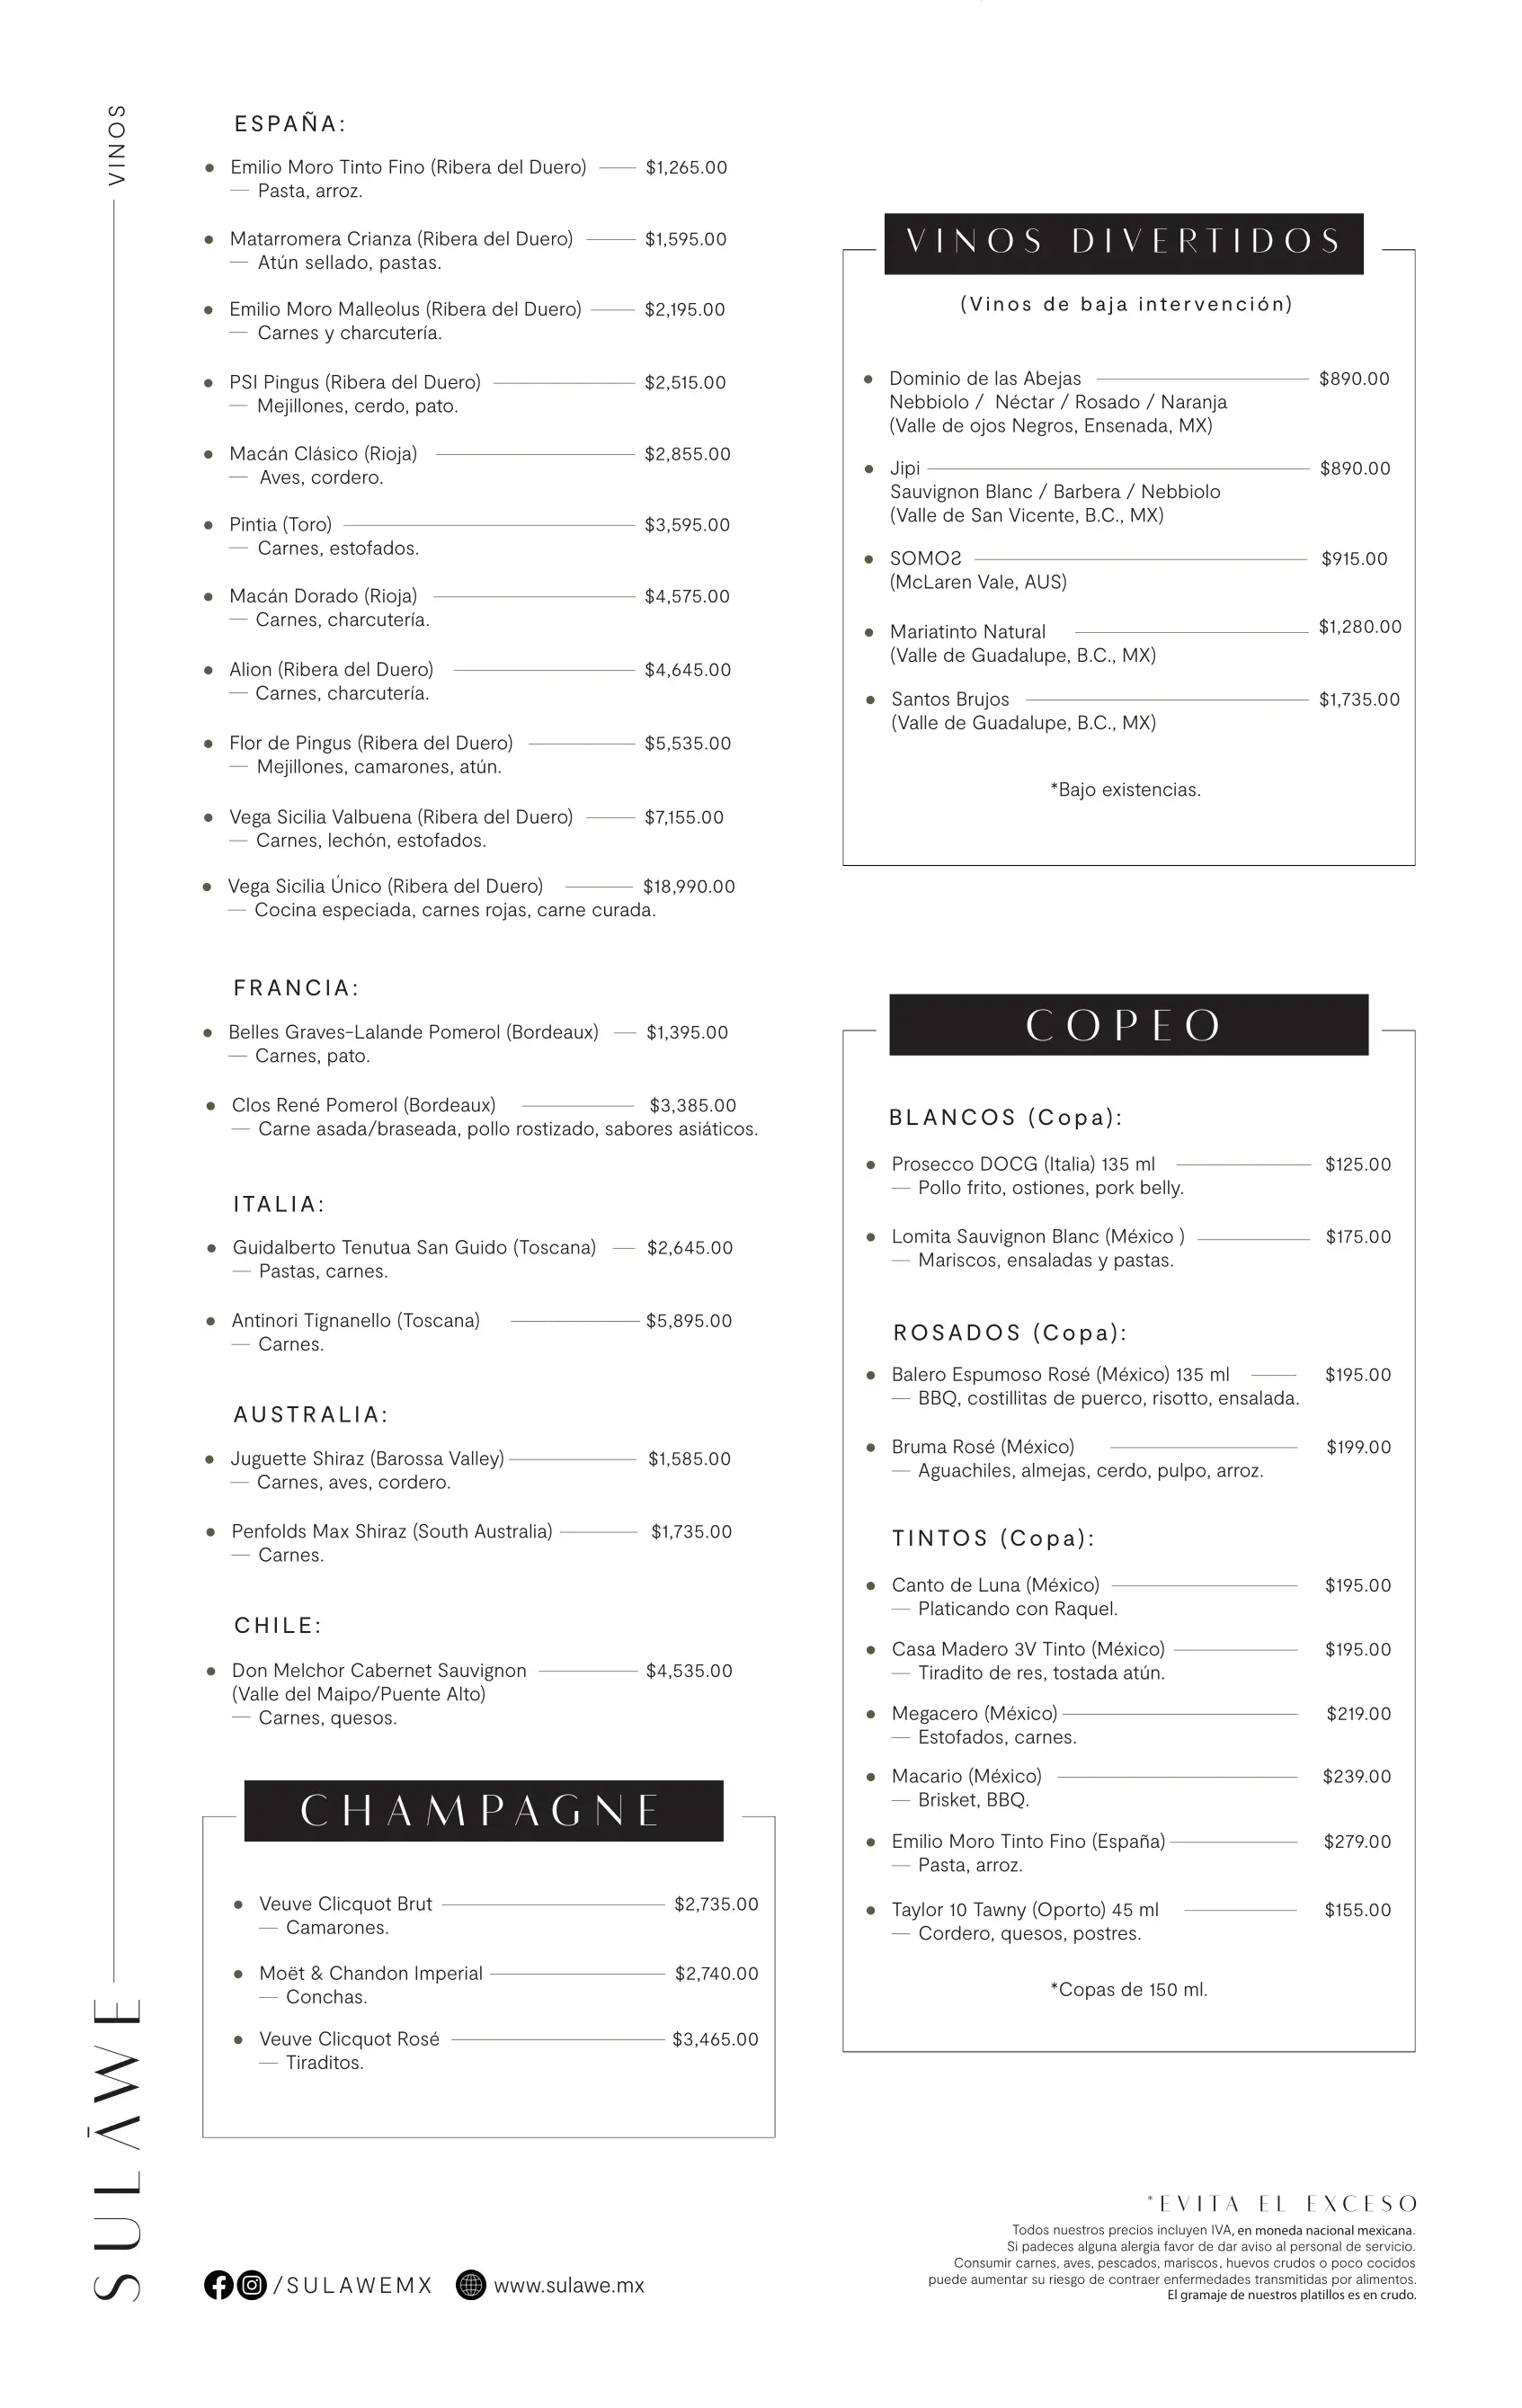 VINOS
SULĀWE
ESPAÑA:
Emilio Moro Tinto Fino (Ribera del Duero) $1,265.00
— Pasta, arroz.
Matarromera Crianza (Ribera del Duero) $1,595.00
— Atún sellado, pastas.
Emilio Moro Malleolus (Ribera del Duero) $2,195.00
— Carnes y charcutería.
PSI Pingus (Ribera del Duero) $2,515.00
— Mejillones, cerdo, pato.
Macán Clásico (Rioja) $2,855.00
— Aves, cordero.
Pintia (Toro) $3,595.00
— Carnes, estofados.
Macán Dorado (Rioja) $4,575.00
— Carnes, charcutería.
Alion (Ribera del Duero) $4,645.00
— Carnes, charcutería.
Flor de Pingus (Ribera del Duero) $5,535.00
— Mejillones, camarones, atún.
Vega Sicilia Valbuena (Ribera del Duero) $7,155.00
— Carnes, lechón, estofados.
Vega Sicilia Único (Ribera del Duero) $18,990.00
— Cocina especiada, carnes rojas, carne curada.
FRANCIA:
Belles Graves-Lalande Pomerol (Bordeaux) $1,395.00
— Carnes, pato.
Clos René Pomerol (Bordeaux) $3,385.00
— Carne asada/braseada, pollo rostizado, sabores asiáticos.
ITALIA:
Guidalberto Tenutua San Guido (Toscana) $2,645.00
— Pastas, carnes.
Antinori Tignanello (Toscana) $5,895.00
— Carnes.
AUSTRALIA:
Juguette Shiraz (Barossa Valley) $1,585.00
— Carnes, aves, cordero.
Penfolds Max Shiraz (South Australia) $1,735.00
— Carnes.
CHILE:
Don Melchor Cabernet Sauvignon $4,535.00
(Valle del Maipo/Puente Alto)
— Carnes, quesos.
CHAMPAGNE
Veuve Clicquot Brut $2,735.00
— Camarones.
Moët & Chandon Imperial $2,740.00
— Conchas.
Veuve Clicquot Rosé $3,465.00
— Tiraditos.
VINOS DIVERTIDOS
(Vinos de baja intervención)
Dominio de las Abejas $890.00
Nebbiolo / Néctar / Rosado / Naranja
(Valle de ojos Negros, Ensenada, MX)
Jipi $890.00
Sauvignon Blanc / Barbera / Nebbiolo
(Valle de San Vicente, B.C., MX)
SOMOS $915.00
(McLaren Vale, AUS)
Mariatinto Natural $1,280.00
(Valle de Guadalupe, B.C., MX)
Santos Brujos $1,735.00
(Valle de Guadalupe, B.C., MX)
*Bajo existencias.
COPEO
BLANCOS (Copa):
Prosecco DOCG (Italia) 135 ml $125.00
— Pollo frito, ostiones, pork belly.
Lomita Sauvignon Blanc (México ) $175.00
— Mariscos, ensaladas y pastas.
ROSADOS (Copa):
Balero Espumoso Rosé (México) 135 ml $195.00
— BBQ, costillitas de puerco, risotto, ensalada.
Bruma Rosé (México) $199.00
— Aguachiles, almejas, cerdo, pulpo, arroz.
TINTOS (Copa):
Canto de Luna (México) $195.00
— Platicando con Raquel.
Casa Madero 3V Tinto (México) $195.00
— Tiradito de res, tostada atún.
Megacero (México) $219.00
— Estofados, carnes.
Macario (México) $239.00
— Brisket, BBQ.
Emilio Moro Tinto Fino (España) $279.00
— Pasta, arroz.
Taylor 10 Tawny (Oporto) 45 ml $155.00
— Cordero, quesos, postres.
*Copas de 150 ml.
*EVITA EL EXCESO
Todos nuestros precios incluyen IVA, en moneda nacional mexicana.
Si padeces alguna alergia favor de dar aviso al personal de servicio.
Consumir carnes, aves, pescados, mariscos, huevos crudos o poco cocidos
puede aumentar su riesgo de contraer enfermedades transmitidas por alimentos.
El gramaje de nuestros platillos es en crudo.
/SULAWEMX www.sulawe.mx